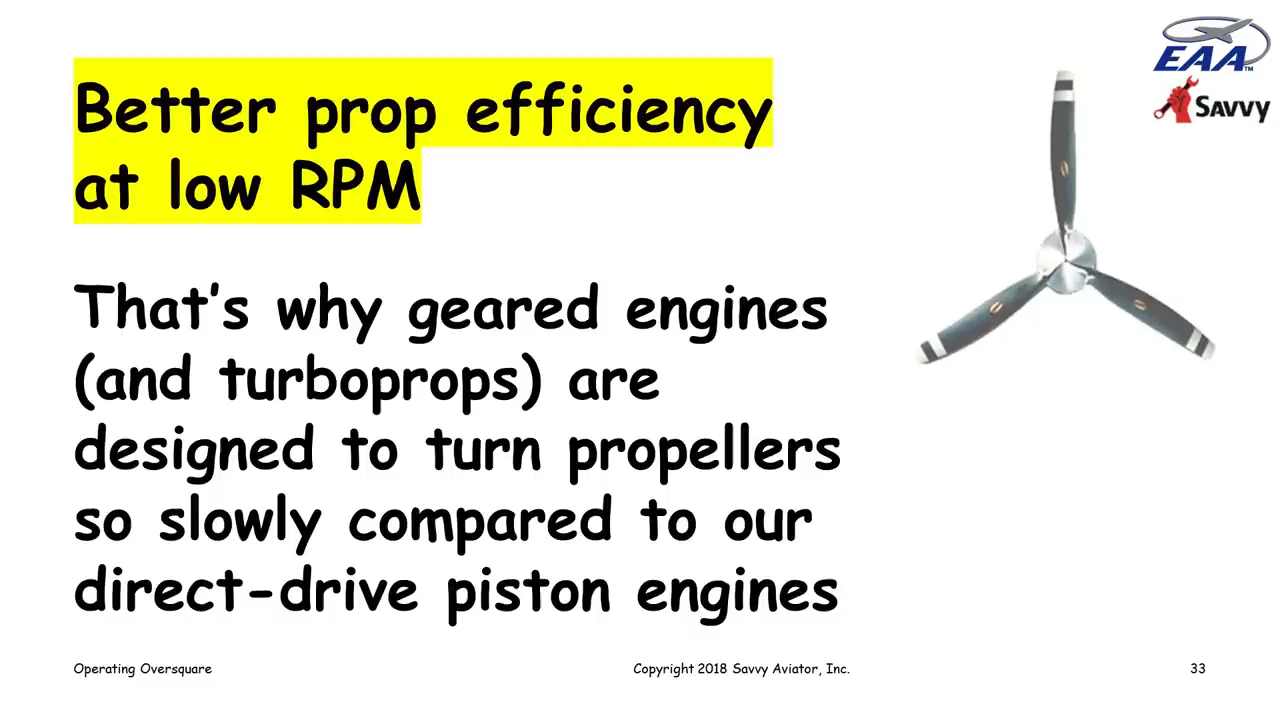 EAA™
Savvy
Better prop efficiency
at low RPM
That's why geared engines
(and turboprops) are
designed to turn propellers
so slowly compared to our
direct-drive piston engines
Operating Oversquare
Copyright 2018 Savvy Aviator, Inc.
33